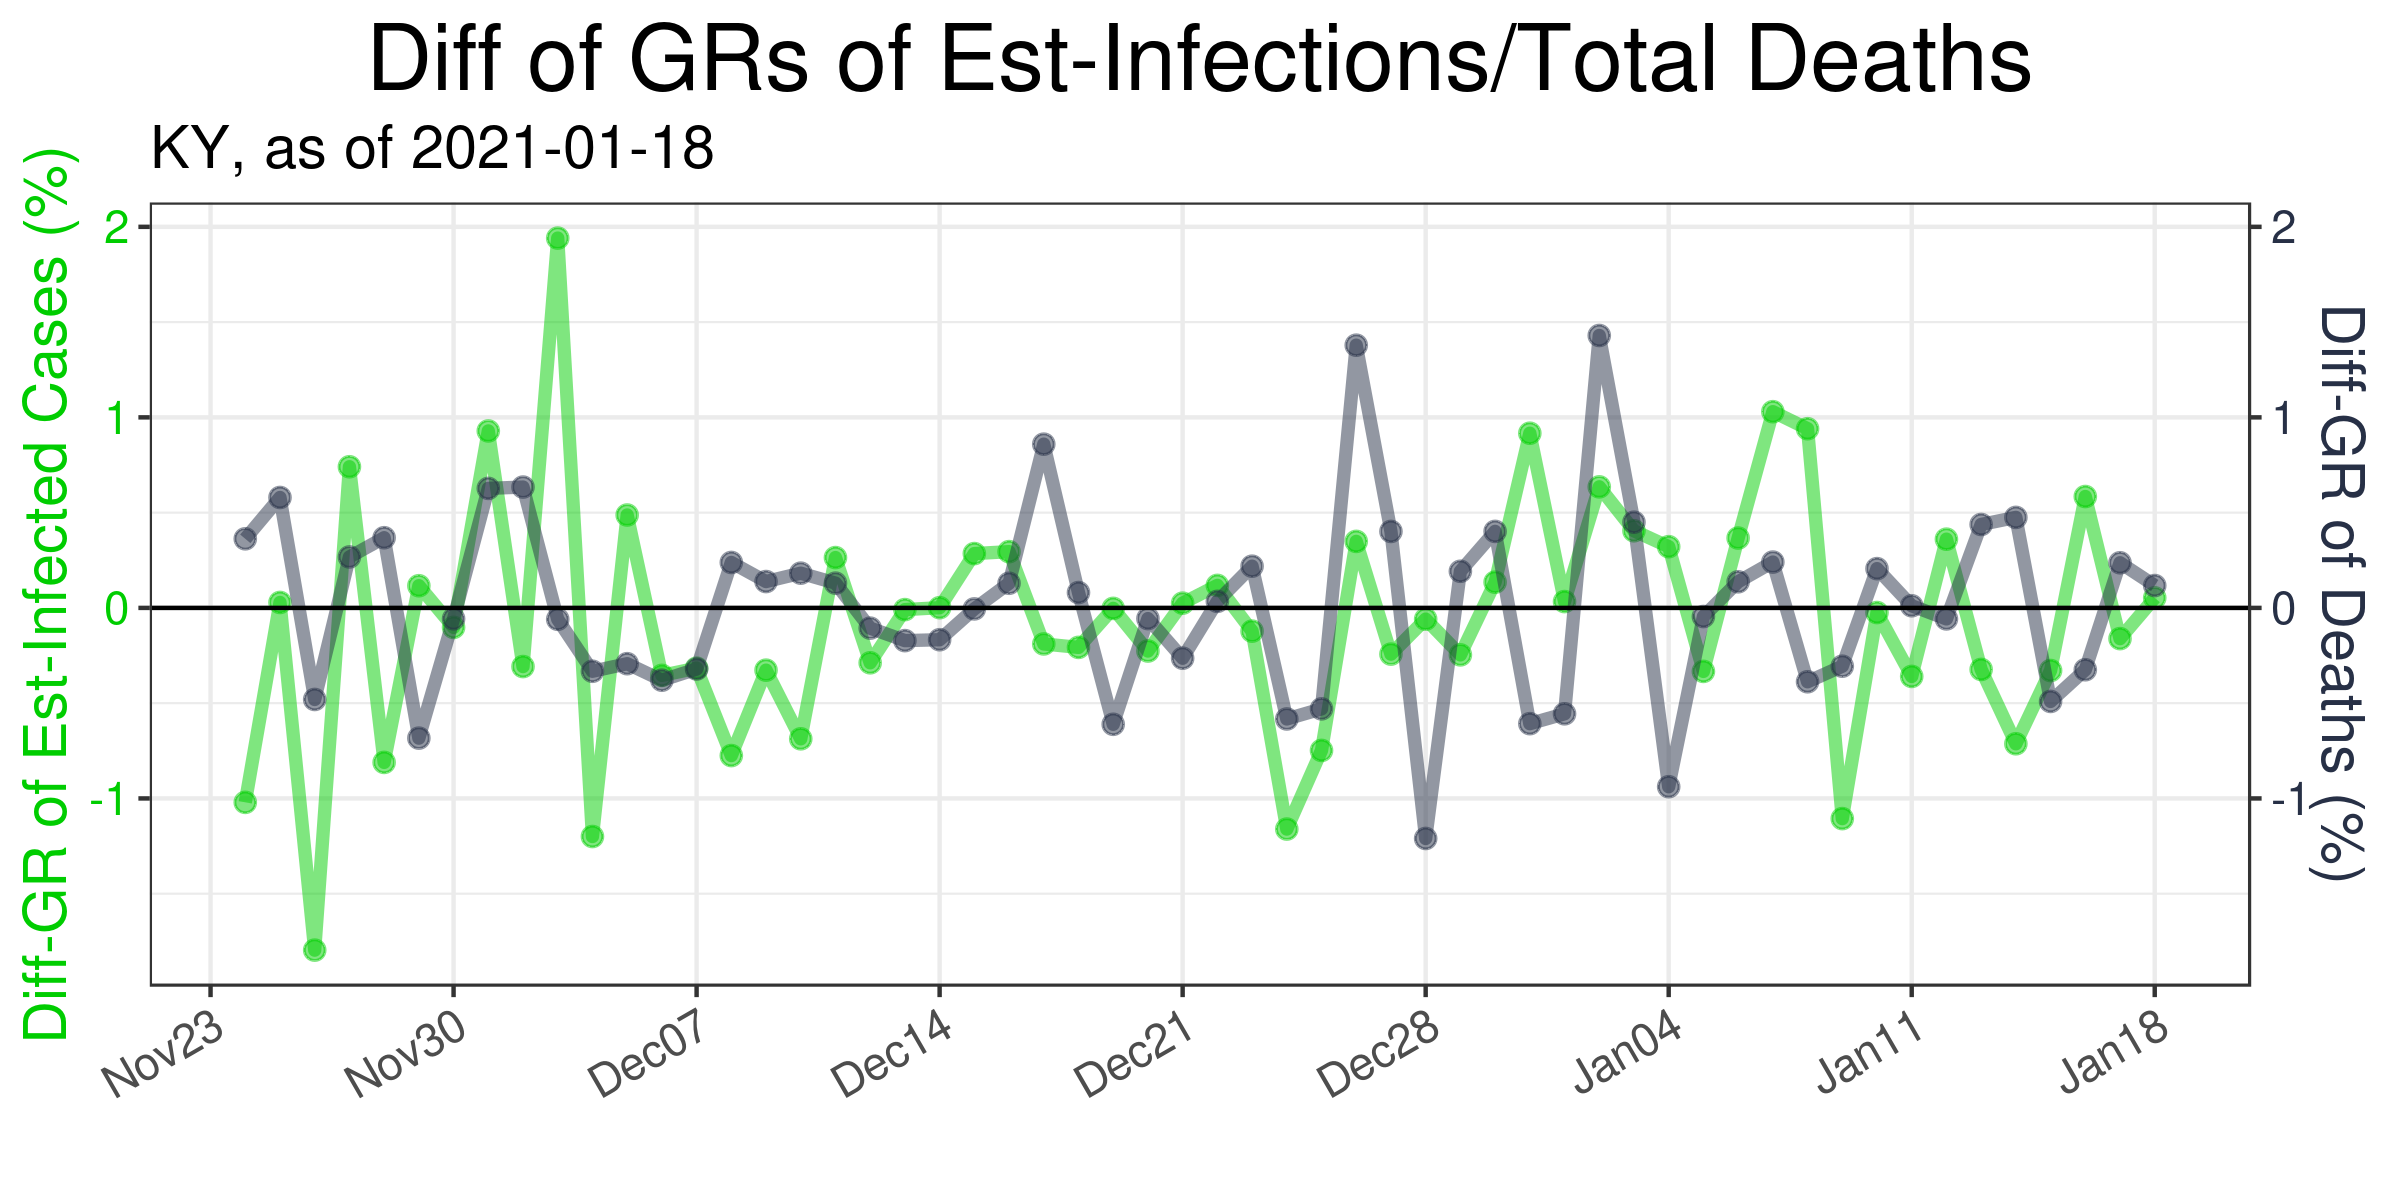 Diff of GRs of Est-Infections/Total Deaths
KY, as of 2021-01-18
Diff-GR of Est-Infected Cases (%)
2
1
0
-1
2
1
0
-1
Diff-GR of Deaths (%)
Nov23
Nov30
Dec07
Dec14
Dec21
Dec28
Jan04
Jan11
Jan18